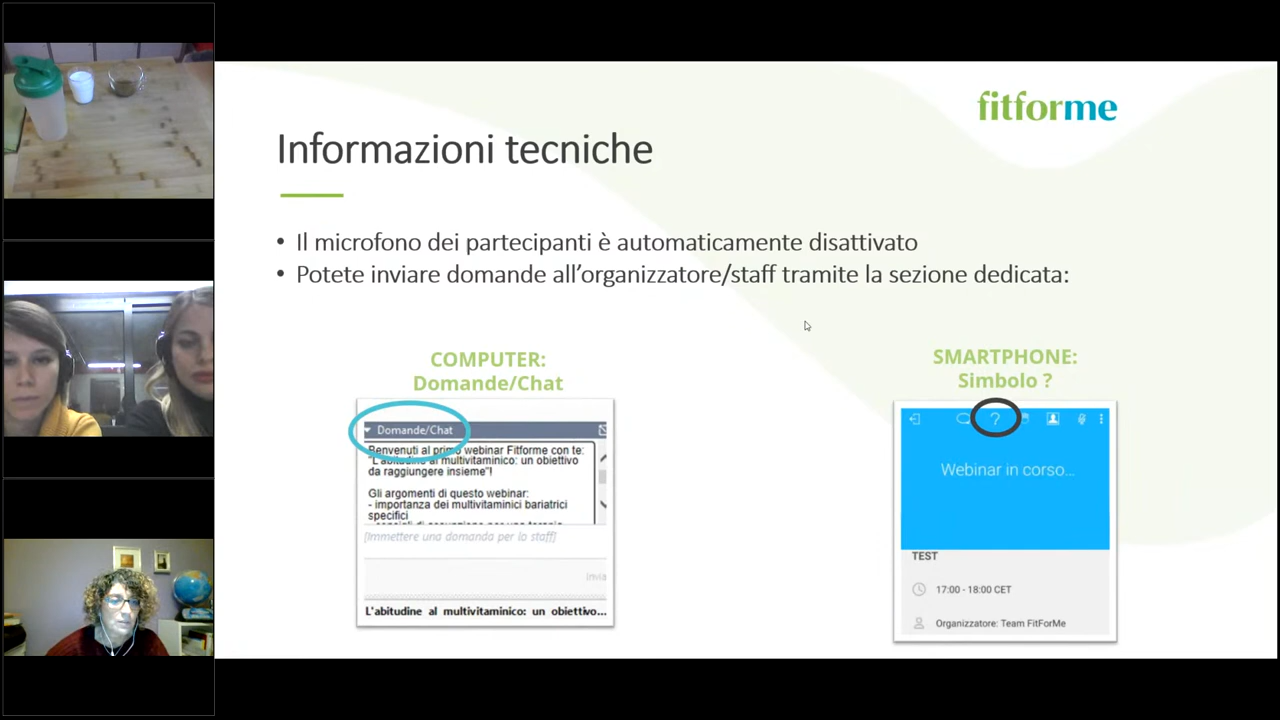 fitforme
Informazioni tecniche
• Il microfono dei partecipanti è automaticamente disattivato
• Potete inviare domande all’organizzatore/staff tramite la sezione dedicata:
COMPUTER:
Domande/Chat
Domande/Chat
Benvenuti al primo webinar Fitforme con te:
"L'abitudine al multivitaminico: un obiettivo
da raggiungere insieme"!
Gli argomenti di questo webinar:
- importanza dei multivitaminici bariatrici
specifici
[Immettere una domanda per lo staff]
Invia
L'abitudine al multivitaminico: un obiettivo...
SMARTPHONE:
Simbolo ?
?
Webinar in corso...
TEST
17:00 - 18:00 CET
Organizzatore: Team FitForMe